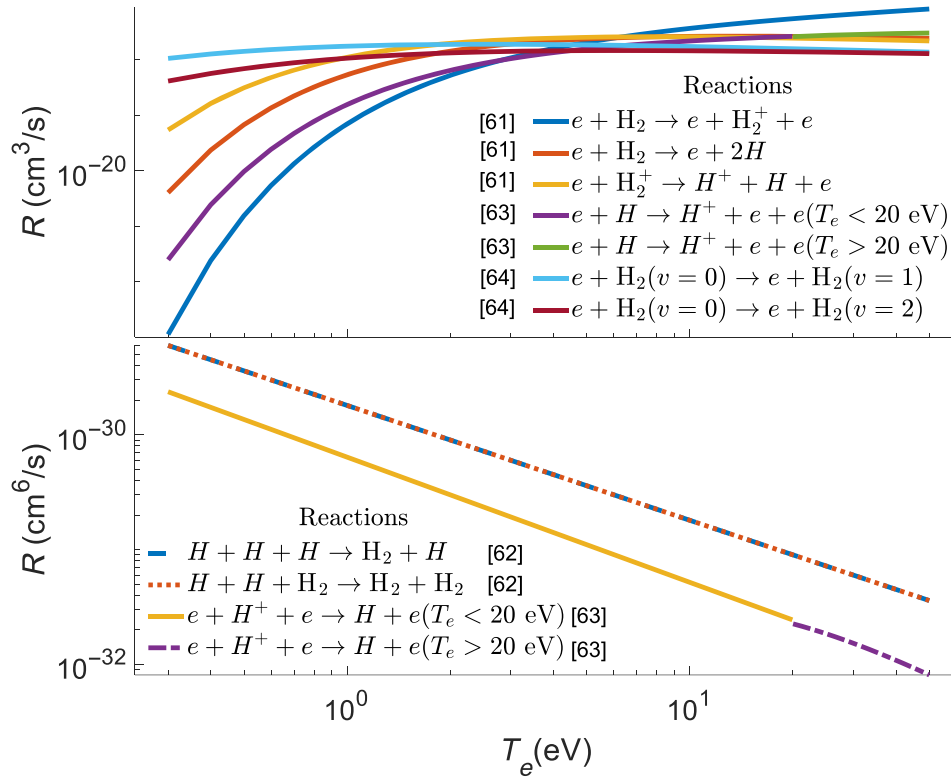 R (cm³/s)
10⁻²⁰
Reactions
[61] e + H₂ → e + H₂⁺ + e
[61] e + H₂ → e + 2H
[61] e + H₂⁺ → H⁺ + H + e
[63] e + H → H⁺ + e + e(Tₑ < 20 eV)
[63] e + H → H⁺ + e + e(Tₑ > 20 eV)
[64] e + H₂(v = 0) → e + H₂(v = 1)
[64] e + H₂(v = 0) → e + H₂(v = 2)
R (cm⁶/s)
10⁻³⁰
10⁻³²
Reactions
H + H + H → H₂ + H [62]
H + H + H₂ → H₂ + H₂ [62]
e + H⁺ + e → H + e(Tₑ < 20 eV) [63]
e + H⁺ + e → H + e(Tₑ > 20 eV) [63]
10⁰ 10¹
Tₑ(eV)